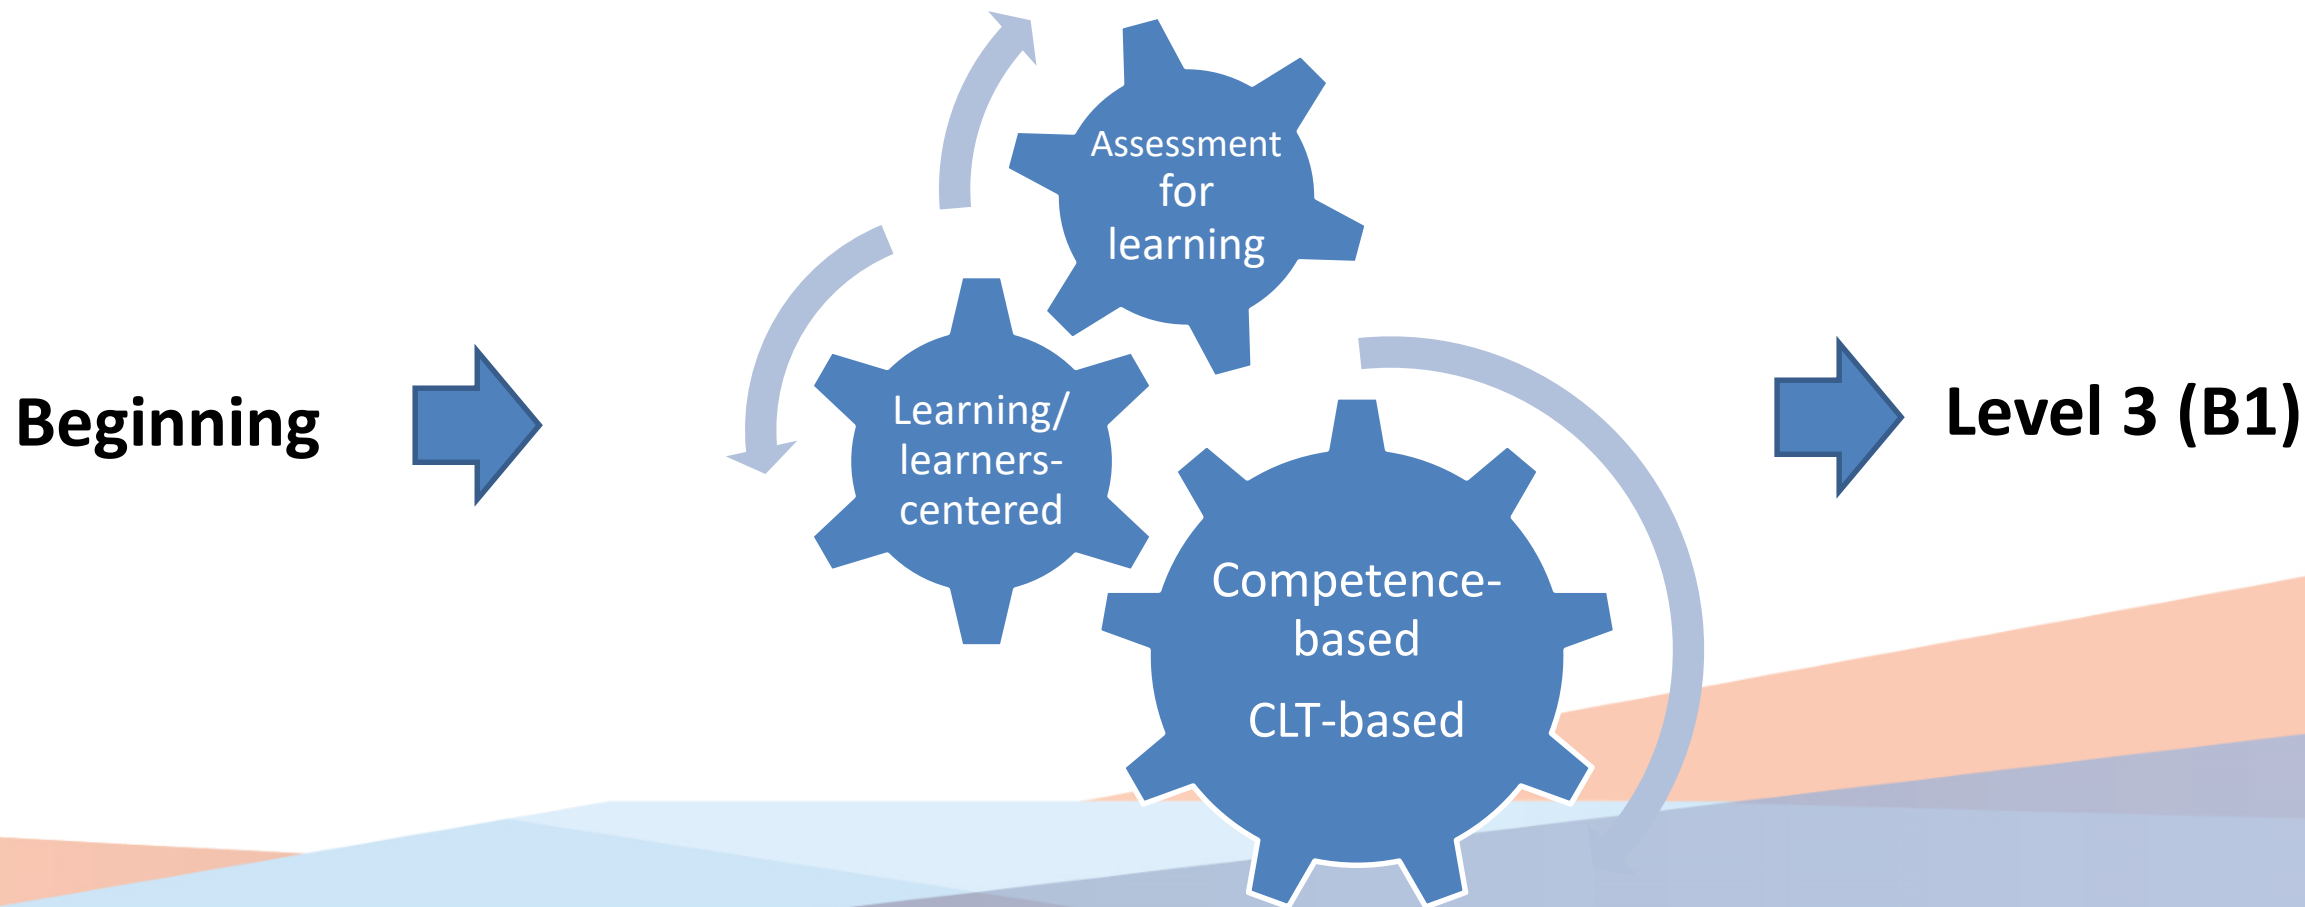 Beginning
Assessment
for
learning
Learning/
learners-
centered
Competence-
based
CLT-based
Level 3 (B1)